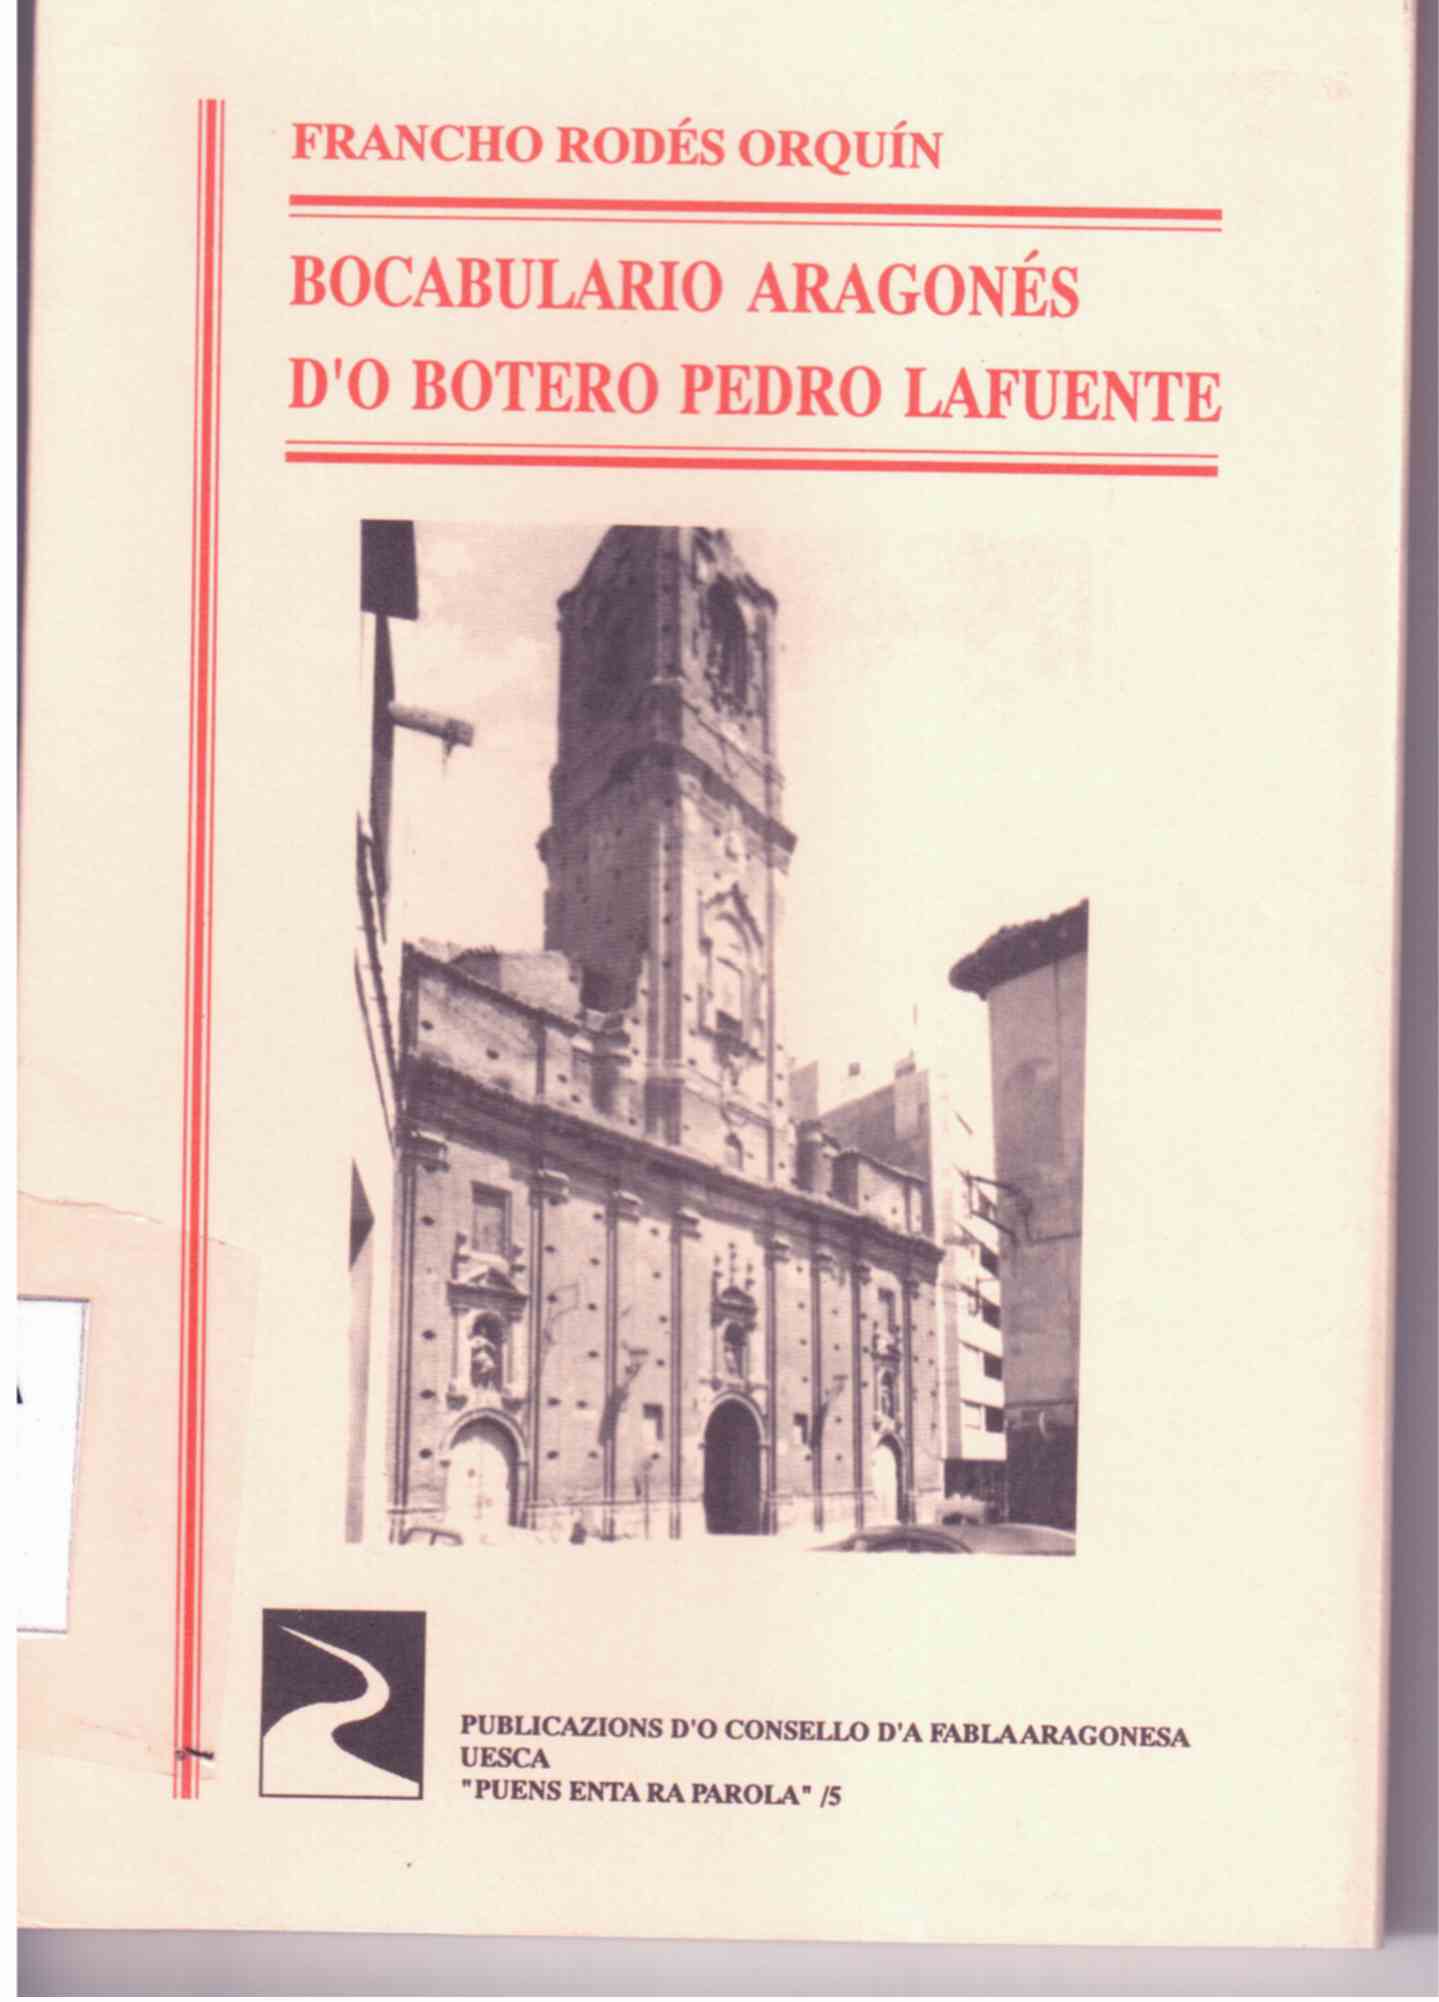 FRANCHO RODÉS ORQUÍN
BOCABULARIO ARAGONÉS
D'O BOTERO PEDRO LAFUENTE
PUBLICAZIONS D'O CONSELLO D'A FABLA ARAGONESA
UESCA
"PUENS ENTA RA PAROLA" /5